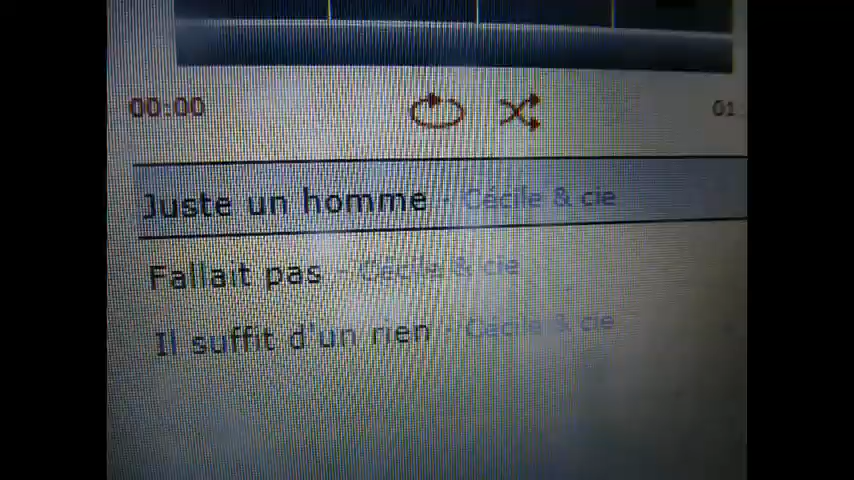 00:00 01
Juste un homme - Cécile & cie
Fallait pas - Cécile & cie
Il suffit d'un rien - Cécile & cie